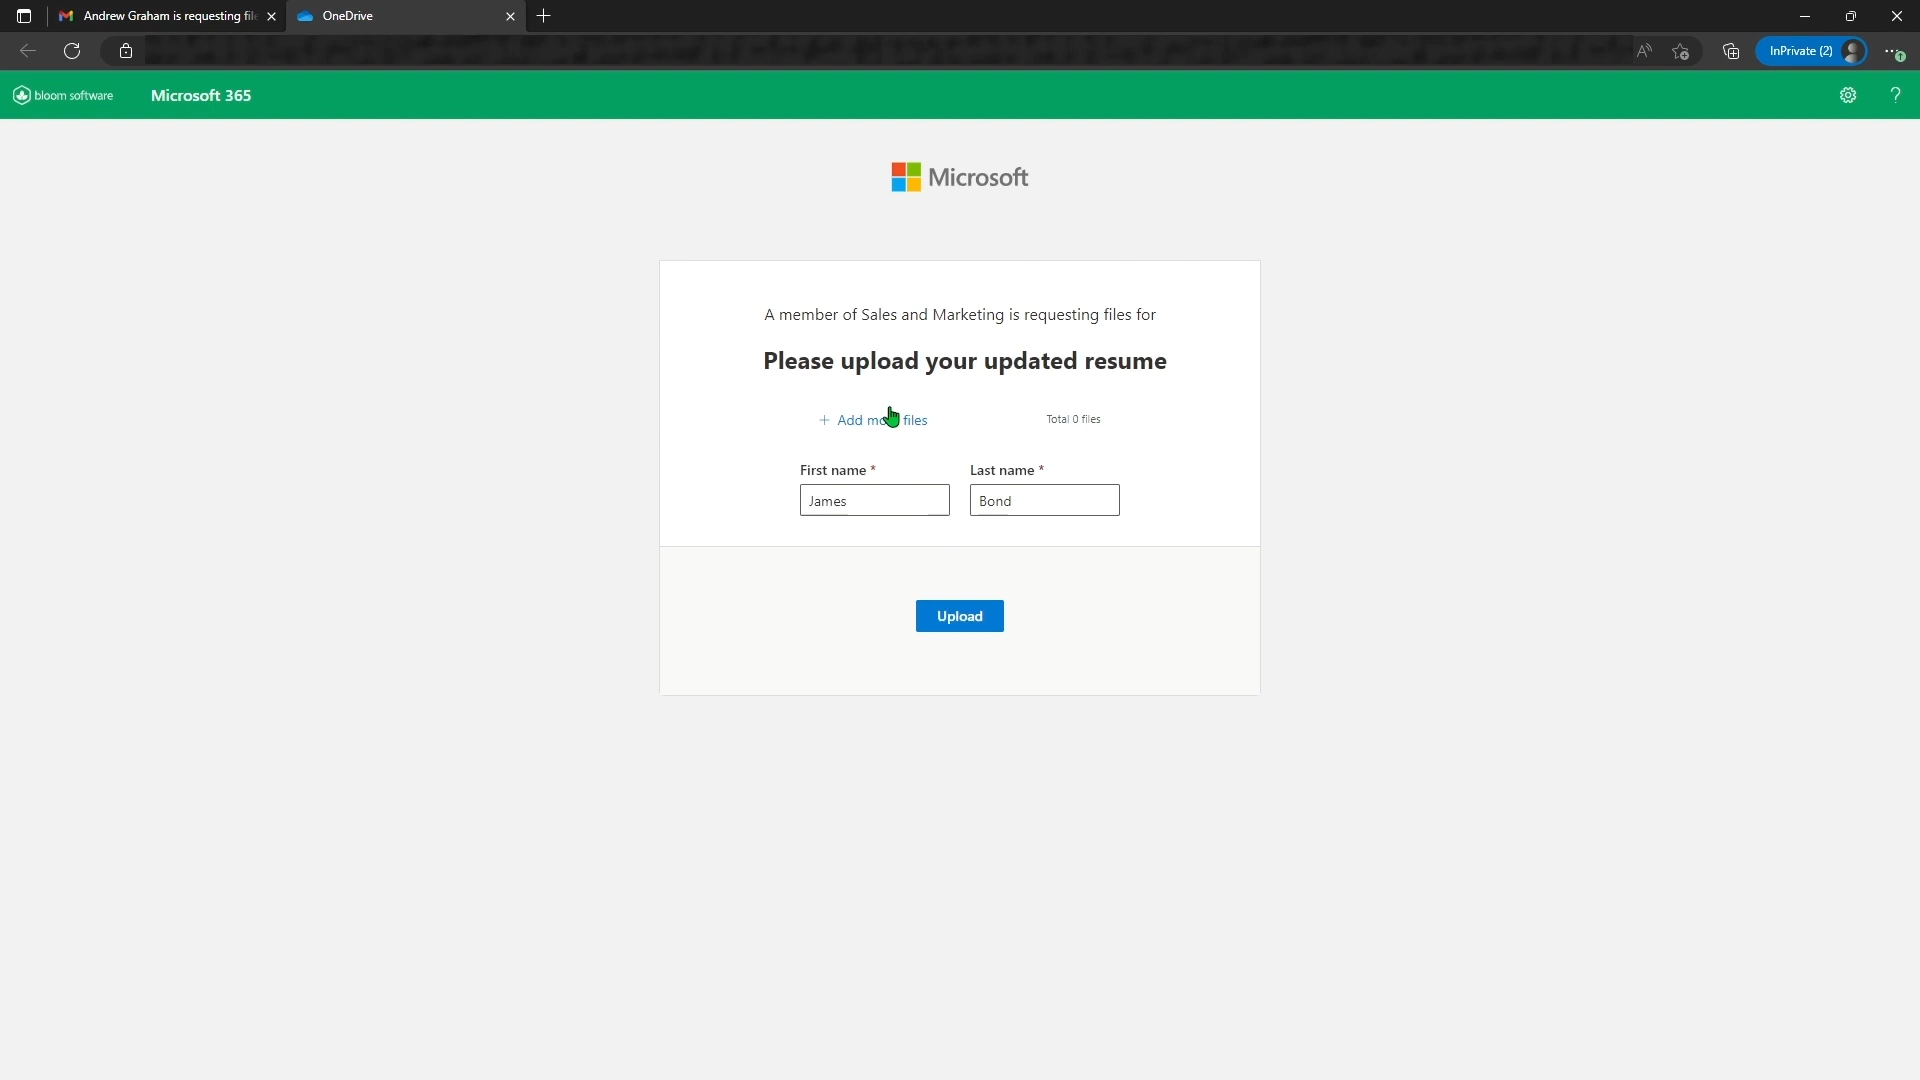 Andrew Graham is requesting file
OneDrive
InPrivate (2)
bloom software
Microsoft 365
?
Microsoft
A member of Sales and Marketing is requesting files for
Please upload your updated resume
+ Add mo files
Total 0 files
First name *
Last name *
James
Bond
Upload